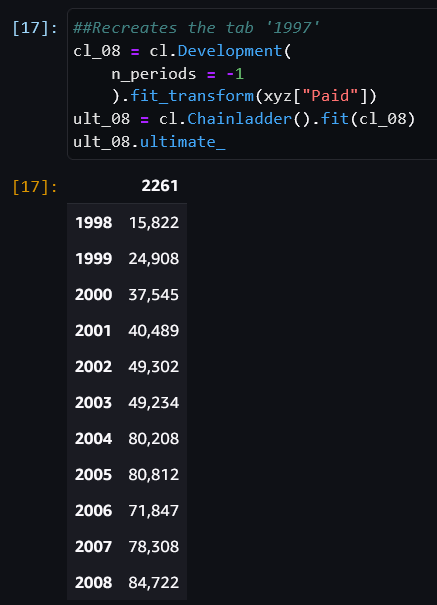 [17]: ##Recreates the tab '1997'
cl_08 = cl.Development(
    n_periods = -1
    ).fit_transform(xyz["Paid"])
ult_08 = cl.Chainladder().fit(cl_08)
ult_08.ultimate_
[17]: 2261
1998 15,822
1999 24,908
2000 37,545
2001 40,489
2002 49,302
2003 49,234
2004 80,208
2005 80,812
2006 71,847
2007 78,308
2008 84,722